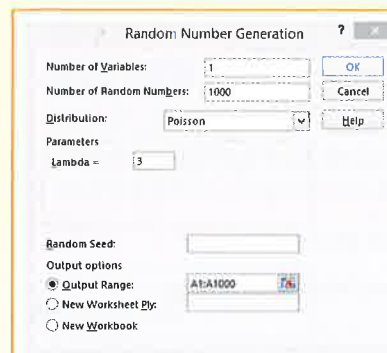 Random Number Generation ?
Number of Variables: 1 OK
Number of Random Numbers: 1000 Cancel
Distribution: Poisson Help
Parameters
Lambda = 3
Random Seed:
Output options
Output Range: A1:A1000
New Worksheet Ply:
New Workbook